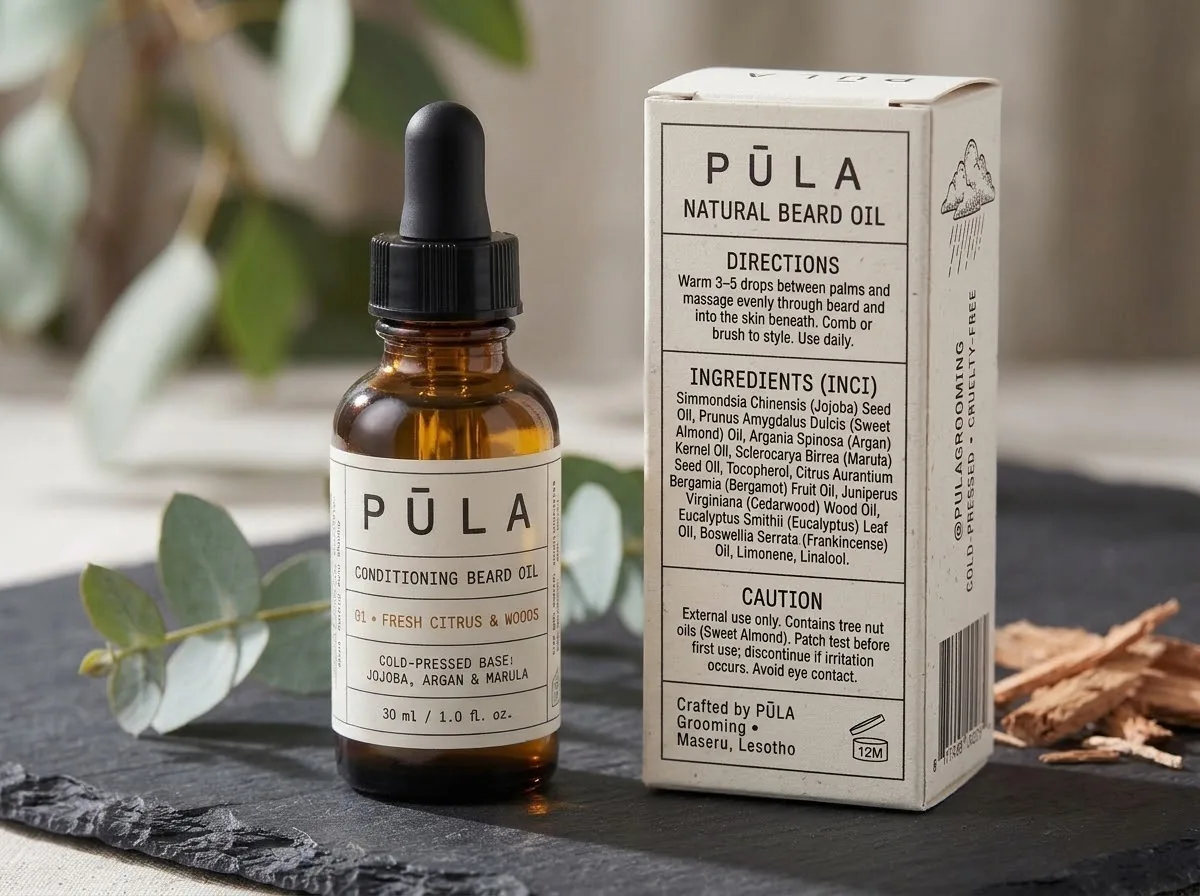 PŪLA
CONDITIONING BEARD OIL
01 • FRESH CITRUS & WOODS
COLD-PRESSED BASE:
JOJOBA, ARGAN & MARULA
30 ml / 1.0 fl. oz.
PŪLA
PŪLA
NATURAL BEARD OIL
DIRECTIONS
Warm 3–5 drops between palms and
massage evenly through beard and
into the skin beneath. Comb or
brush to style. Use daily.
INGREDIENTS (INCI)
Simmondsia Chinensis (Jojoba) Seed
Oil, Prunus Amygdalus Dulcis (Sweet
Almond) Oil, Argania Spinosa (Argan)
Kernel Oil, Sclerocarya Birrea (Maruta)
Seed Oil, Tocopherol, Citrus Aurantium
Bergamia (Bergamot) Fruit Oil, Juniperus
Virginiana (Cedarwood) Wood Oil,
Eucalyptus Smithii (Eucalyptus) Leaf
Oil, Boswellia Serrata (Frankincense)
Oil, Limonene, Linalool.
CAUTION
External use only. Contains tree nut
oils (Sweet Almond). Patch test before
first use; discontinue if irritation
occurs. Avoid eye contact.
Crafted by PŪLA
Grooming •
Maseru, Lesotho
12M
@PULAGROOMING
COLD-PRESSED • CRUELTY-FREE